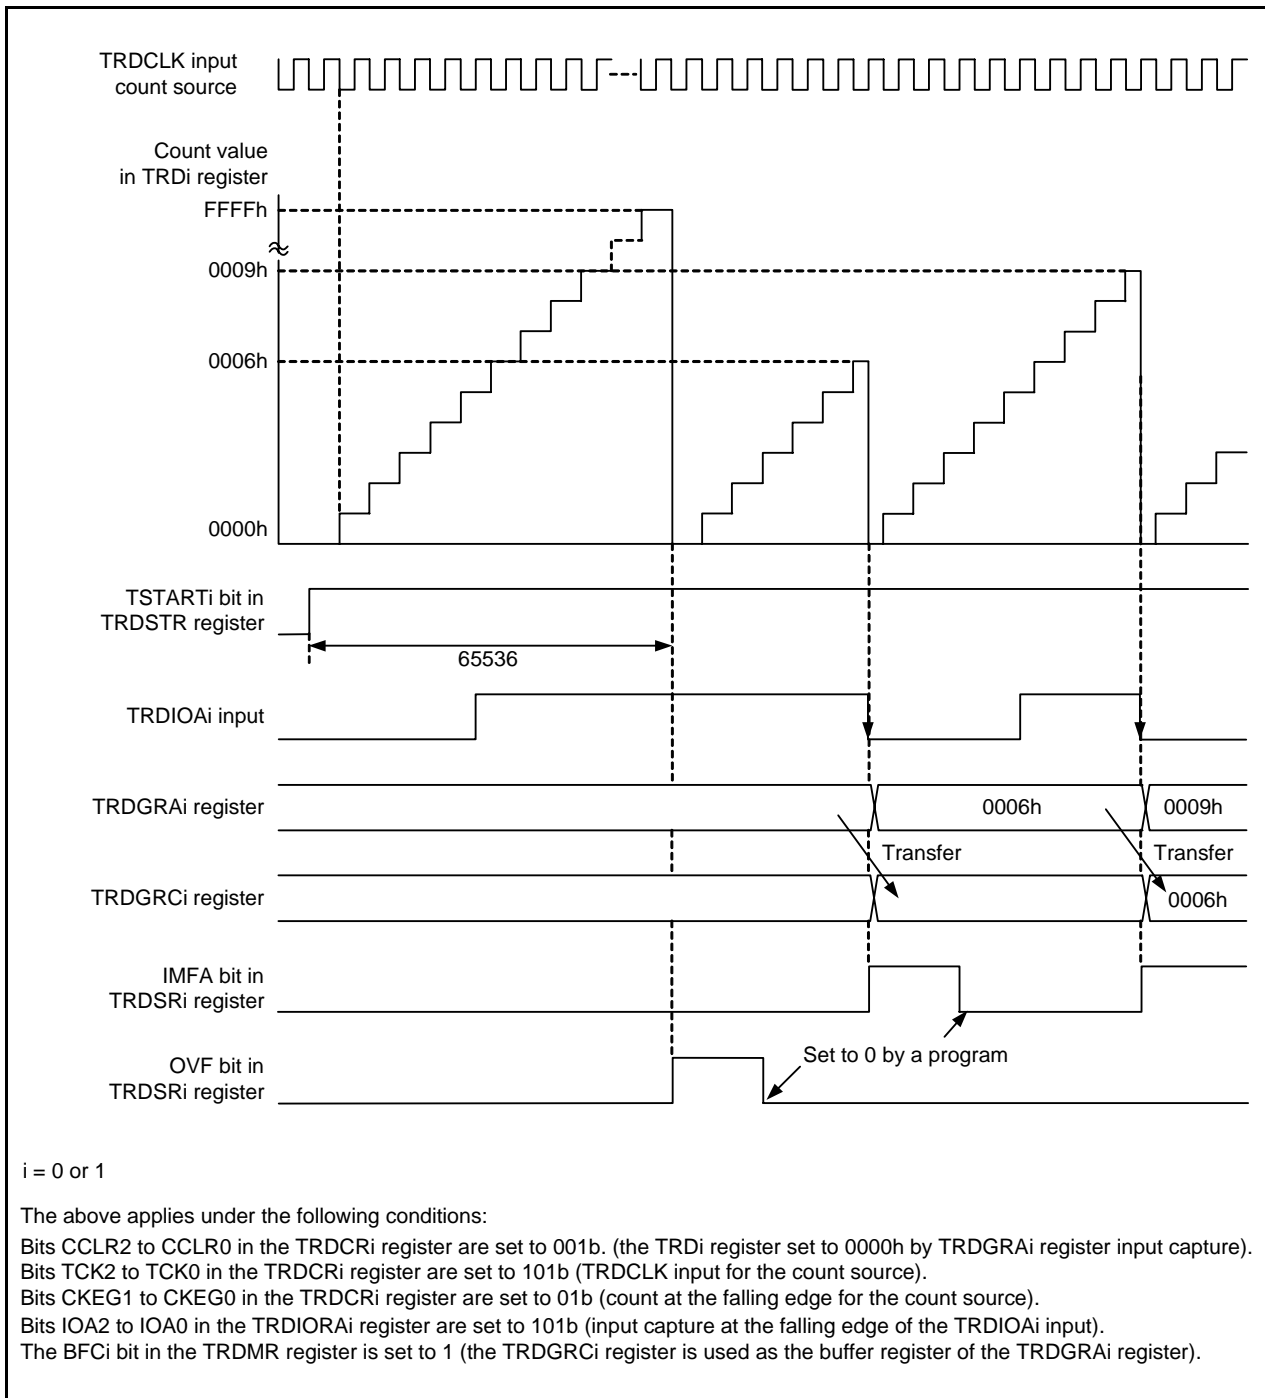 TRDCLK input
count source
Count value
in TRDi register
FFFFh
0009h
0006h
0000h
TSTARTi bit in
TRDSTR register
65536
TRDIOAi input
TRDGRAi register
0006h
0009h
Transfer
Transfer
TRDGRCi register
0006h
IMFA bit in
TRDSRi register
Set to 0 by a program
OVF bit in
TRDSRi register
i = 0 or 1
The above applies under the following conditions:
Bits CCLR2 to CCLR0 in the TRDCRi register are set to 001b. (the TRDi register set to 0000h by TRDGRAi register input capture).
Bits TCK2 to TCK0 in the TRDCRi register are set to 101b (TRDCLK input for the count source).
Bits CKEG1 to CKEG0 in the TRDCRi register are set to 01b (count at the falling edge for the count source).
Bits IOA2 to IOA0 in the TRDIORAi register are set to 101b (input capture at the falling edge of the TRDIOAi input).
The BFCi bit in the TRDMR register is set to 1 (the TRDGRCi register is used as the buffer register of the TRDGRAi register).